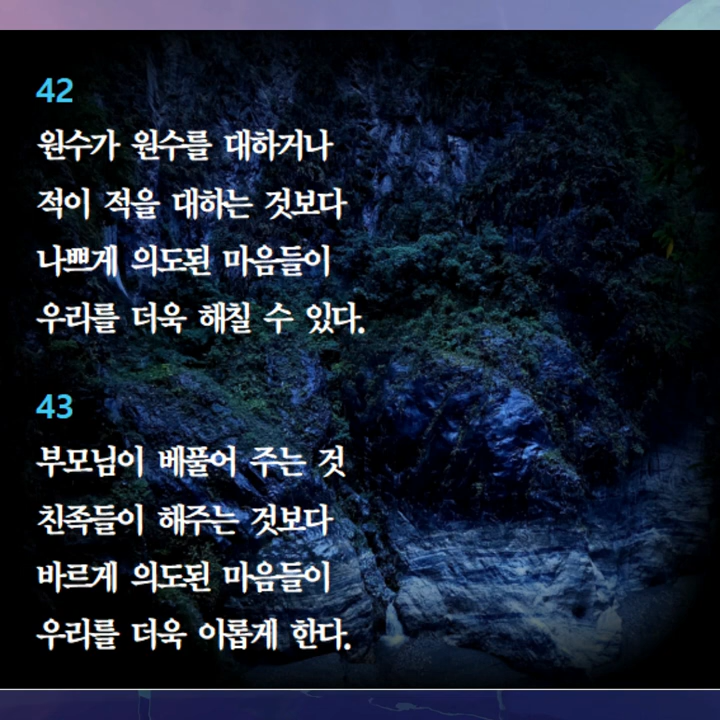 42
원수가 원수를 대하거나
적이 적을 대하는 것보다
나쁘게 의도된 마음들이
우리를 더욱 해칠 수 있다.
43
부모님이 베풀어 주는 것
친족들이 해주는 것보다
바르게 의도된 마음들이
우리를 더욱 이롭게 한다.